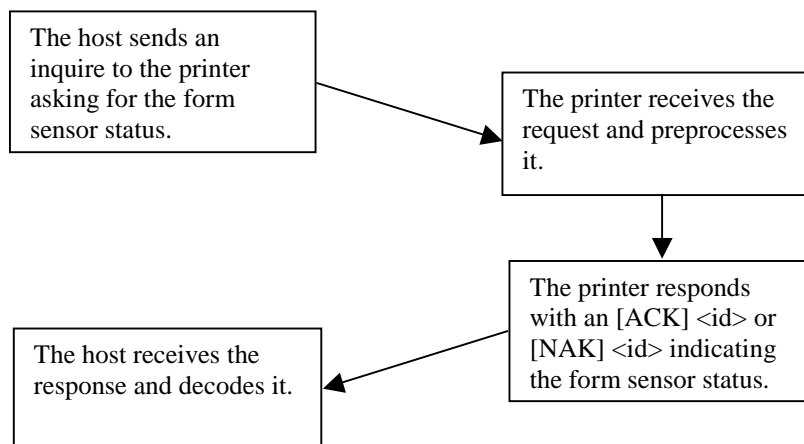 The host sends an
inquire to the printer
asking for the form
sensor status.
The printer receives the
request and preprocesses
it.
The printer responds
with an [ACK] <id> or
[NAK] <id> indicating
the form sensor status.
The host receives the
response and decodes it.